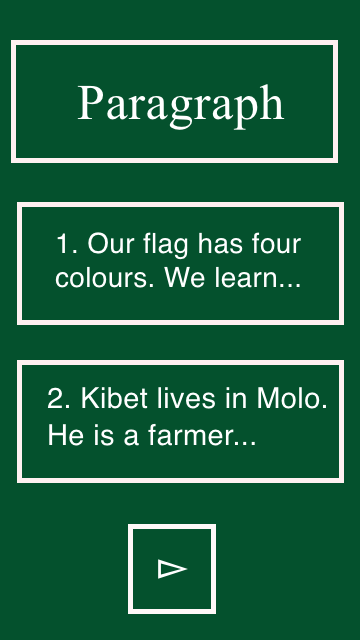 Paragraph
1. Our flag has four
colours. We learn...
2. Kibet lives in Molo.
He is a farmer...